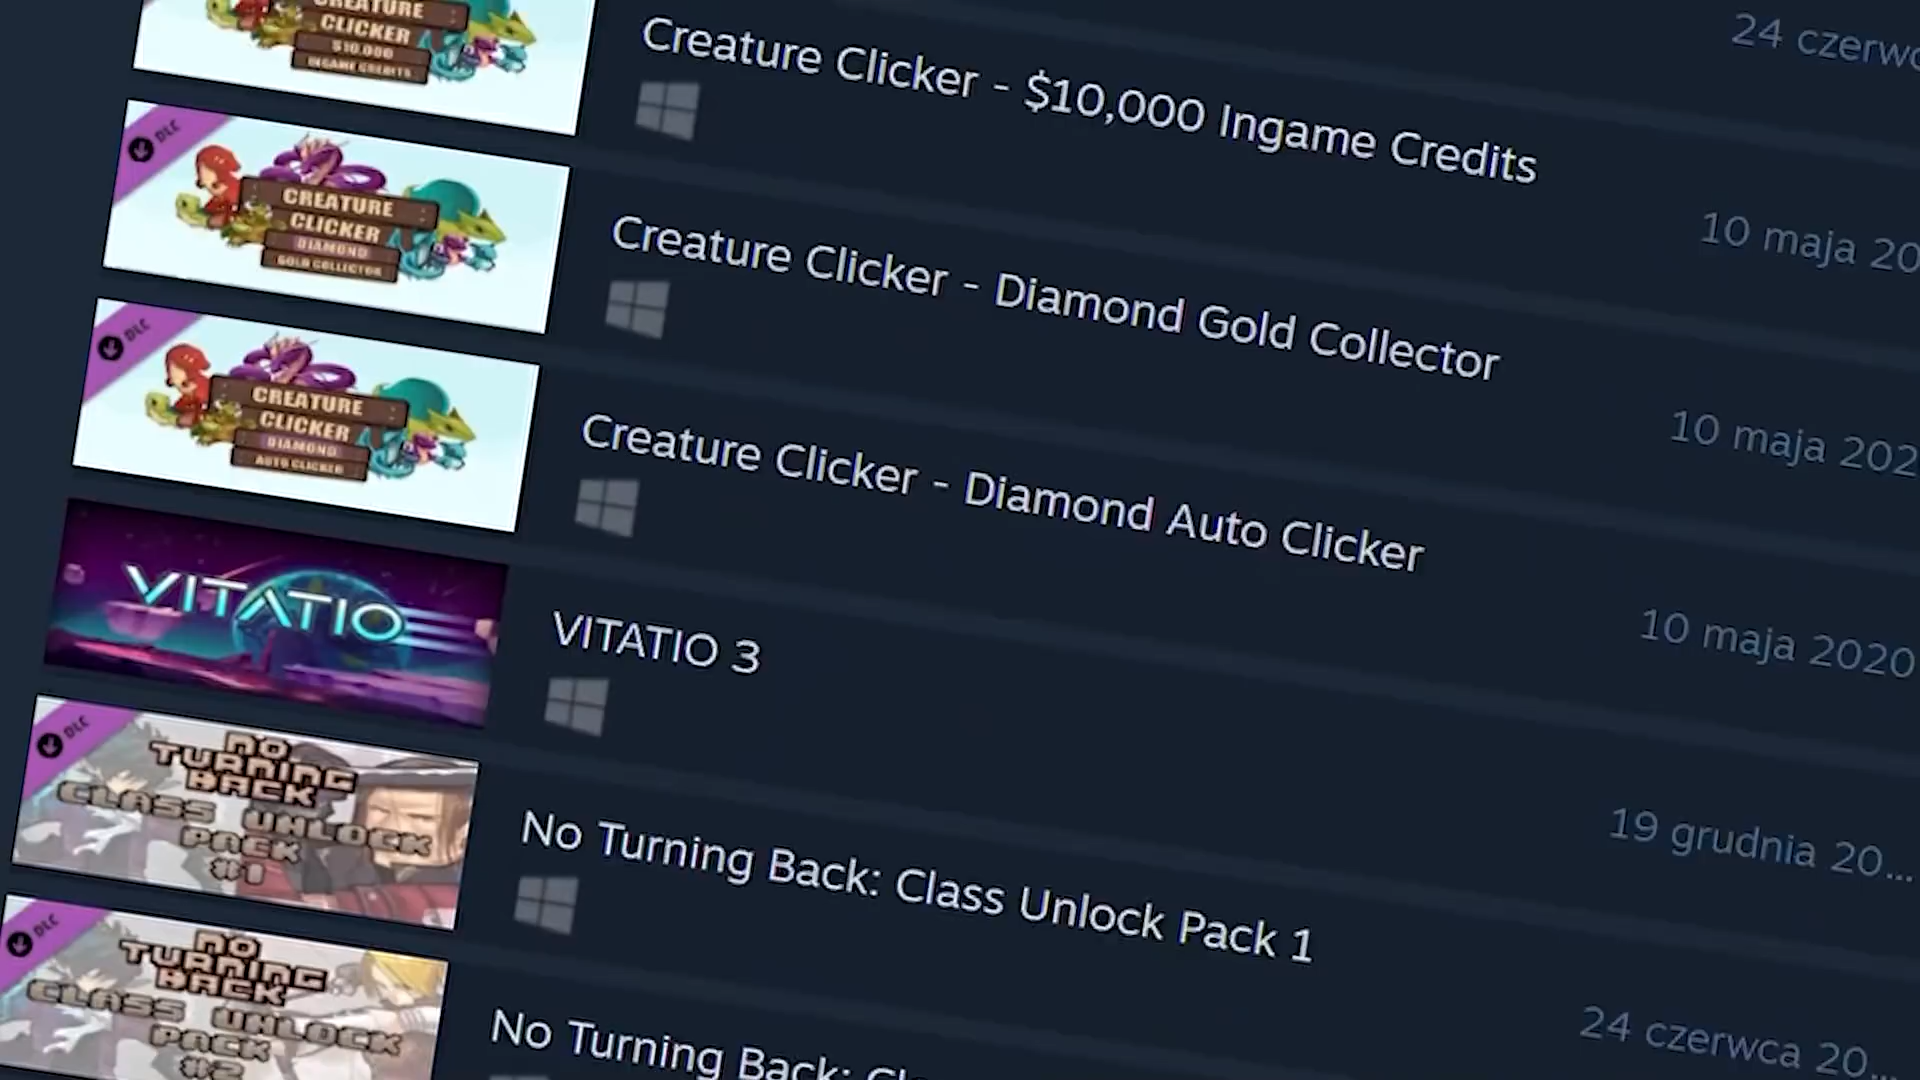 24 czerwc
CREATURE
CLICKER
$10.000
INGAME CREDITS
Creature Clicker - $10,000 Ingame Credits
10 maja 20
DLC
CREATURE
CLICKER
DIAMOND
GOLD COLLECTOR
Creature Clicker - Diamond Gold Collector
10 maja 202
DLC
CREATURE
CLICKER
DIAMOND
AUTO CLICKER
Creature Clicker - Diamond Auto Clicker
10 maja 2020
VITATIO
VITATIO 3
19 grudnia 20...
DLC
NO
TURNING
BACK
CLASS UNLOCK
PACK
#1
No Turning Back: Class Unlock Pack 1
24 czerwca 20...
DLC
NO
TURNING
BACK
CLASS UNLOCK
PACK
#2
No Turning Back: Cla